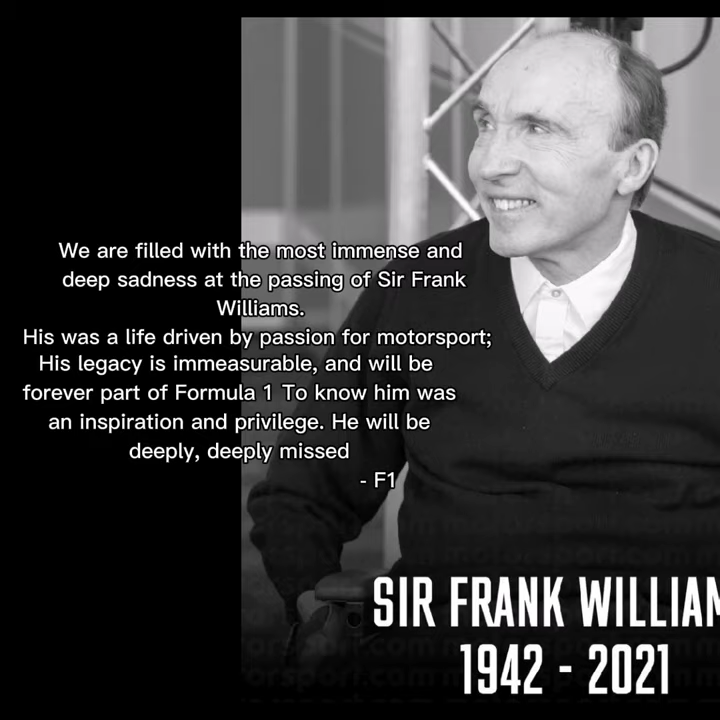 We are filled with the most immense and
deep sadness at the passing of Sir Frank
Williams.
His was a life driven by passion for motorsport;
His legacy is immeasurable, and will be
forever part of Formula 1 To know him was
an inspiration and privilege. He will be
deeply, deeply missed
- F1
SIR FRANK WILLIAM
1942 - 2021